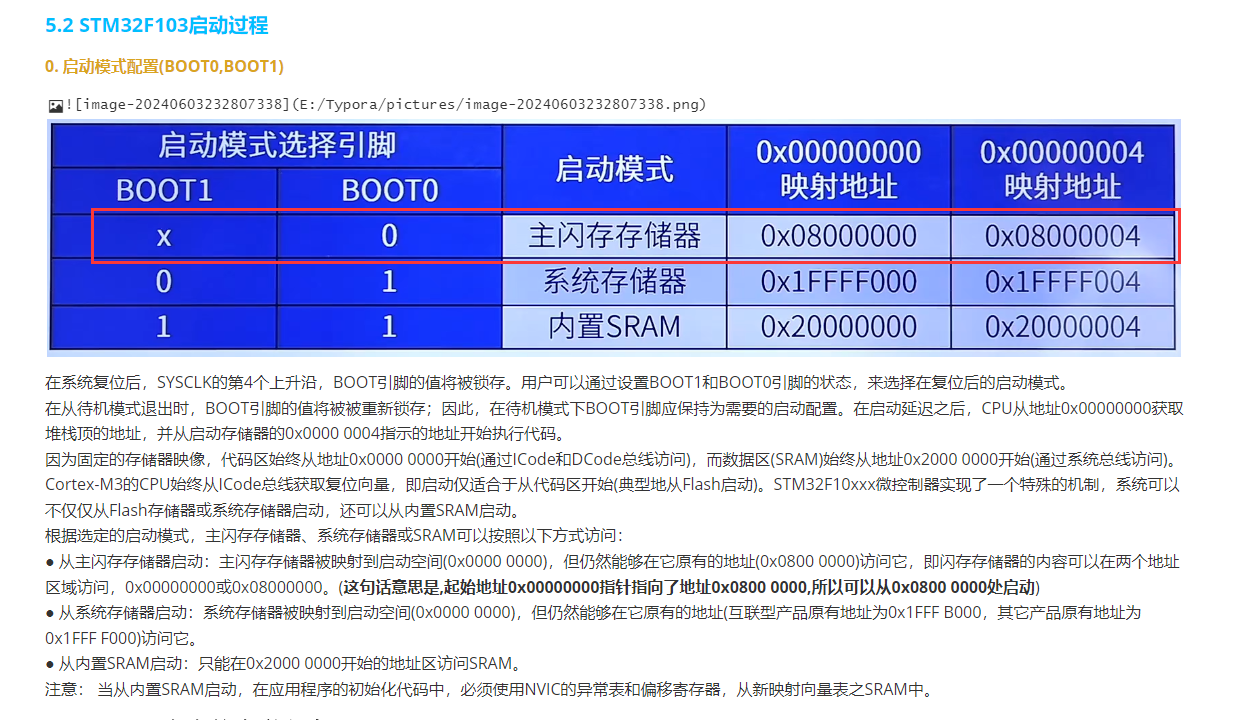 5.2 STM32F103启动过程
0. 启动模式配置(BOOT0,BOOT1)
![image-20240603232807338](E:/Typora/pictures/image-20240603232807338.png)
启动模式选择引脚 启动模式 0x00000000 映射地址 0x00000004 映射地址
BOOT1 BOOT0
x 0 主闪存存储器 0x08000000 0x08000004
0 1 系统存储器 0x1FFFF000 0x1FFFF004
1 1 内置SRAM 0x20000000 0x20000004
在系统复位后，SYSCLK的第4个上升沿，BOOT引脚的值将被锁存。用户可以通过设置BOOT1和BOOT0引脚的状态，来选择在复位后的启动模式。
在从待机模式退出时，BOOT引脚的值将被被重新锁存；因此，在待机模式下BOOT引脚应保持为需要的启动配置。在启动延迟之后，CPU从地址0x00000000获取
堆栈顶的地址，并从启动存储器的0x0000 0004指示的地址开始执行代码。
因为固定的存储器映像，代码区始终从地址0x0000 0000开始(通过ICode和DCode总线访问)，而数据区(SRAM)始终从地址0x2000 0000开始(通过系统总线访问)。
Cortex-M3的CPU始终从ICode总线获取复位向量，即启动仅适合于从代码区开始(典型地从Flash启动)。STM32F10xxx微控制器实现了一个特殊的机制，系统可以
不仅仅从Flash存储器或系统存储器启动，还可以从内置SRAM启动。
根据选定的启动模式，主闪存存储器、系统存储器或SRAM可以按照以下方式访问：
● 从主闪存存储器启动：主闪存存储器被映射到启动空间(0x0000 0000)，但仍然能够在它原有的地址(0x0800 0000)访问它，即闪存存储器的内容可以在两个地址
区域访问，0x00000000或0x08000000。(这句话意思是,起始地址0x00000000指针指向了地址0x0800 0000,所以可以从0x0800 0000处启动)
● 从系统存储器启动：系统存储器被映射到启动空间(0x0000 0000)，但仍然能够在它原有的地址(互联型产品原有地址为0x1FFF B000，其它产品原有地址为
0x1FFF F000)访问它。
● 从内置SRAM启动：只能在0x2000 0000开始的地址区访问SRAM。
注意： 当从内置SRAM启动，在应用程序的初始化代码中，必须使用NVIC的异常表和偏移寄存器，从新映射向量表之SRAM中。